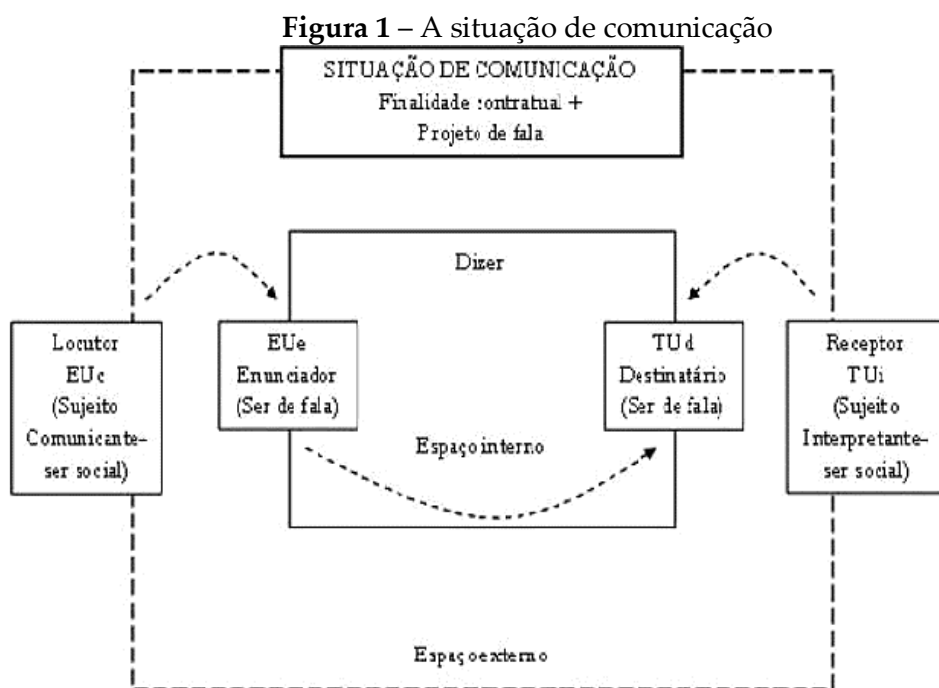 Figura 1 – A situação de comunicação
SITUAÇÃO DE COMUNICAÇÃO
Finalidade contratual +
Projeto de fala
Dizer
Locutor
EUc
(Sujeito
Comunicante-
ser social)
EUe
Enunciador
(Ser de fala)
TUd
Destinatário
(Ser de fala)
Receptor
TUi
(Sujeito
Interpretante-
ser social)
Espaço interno
Espaço externo